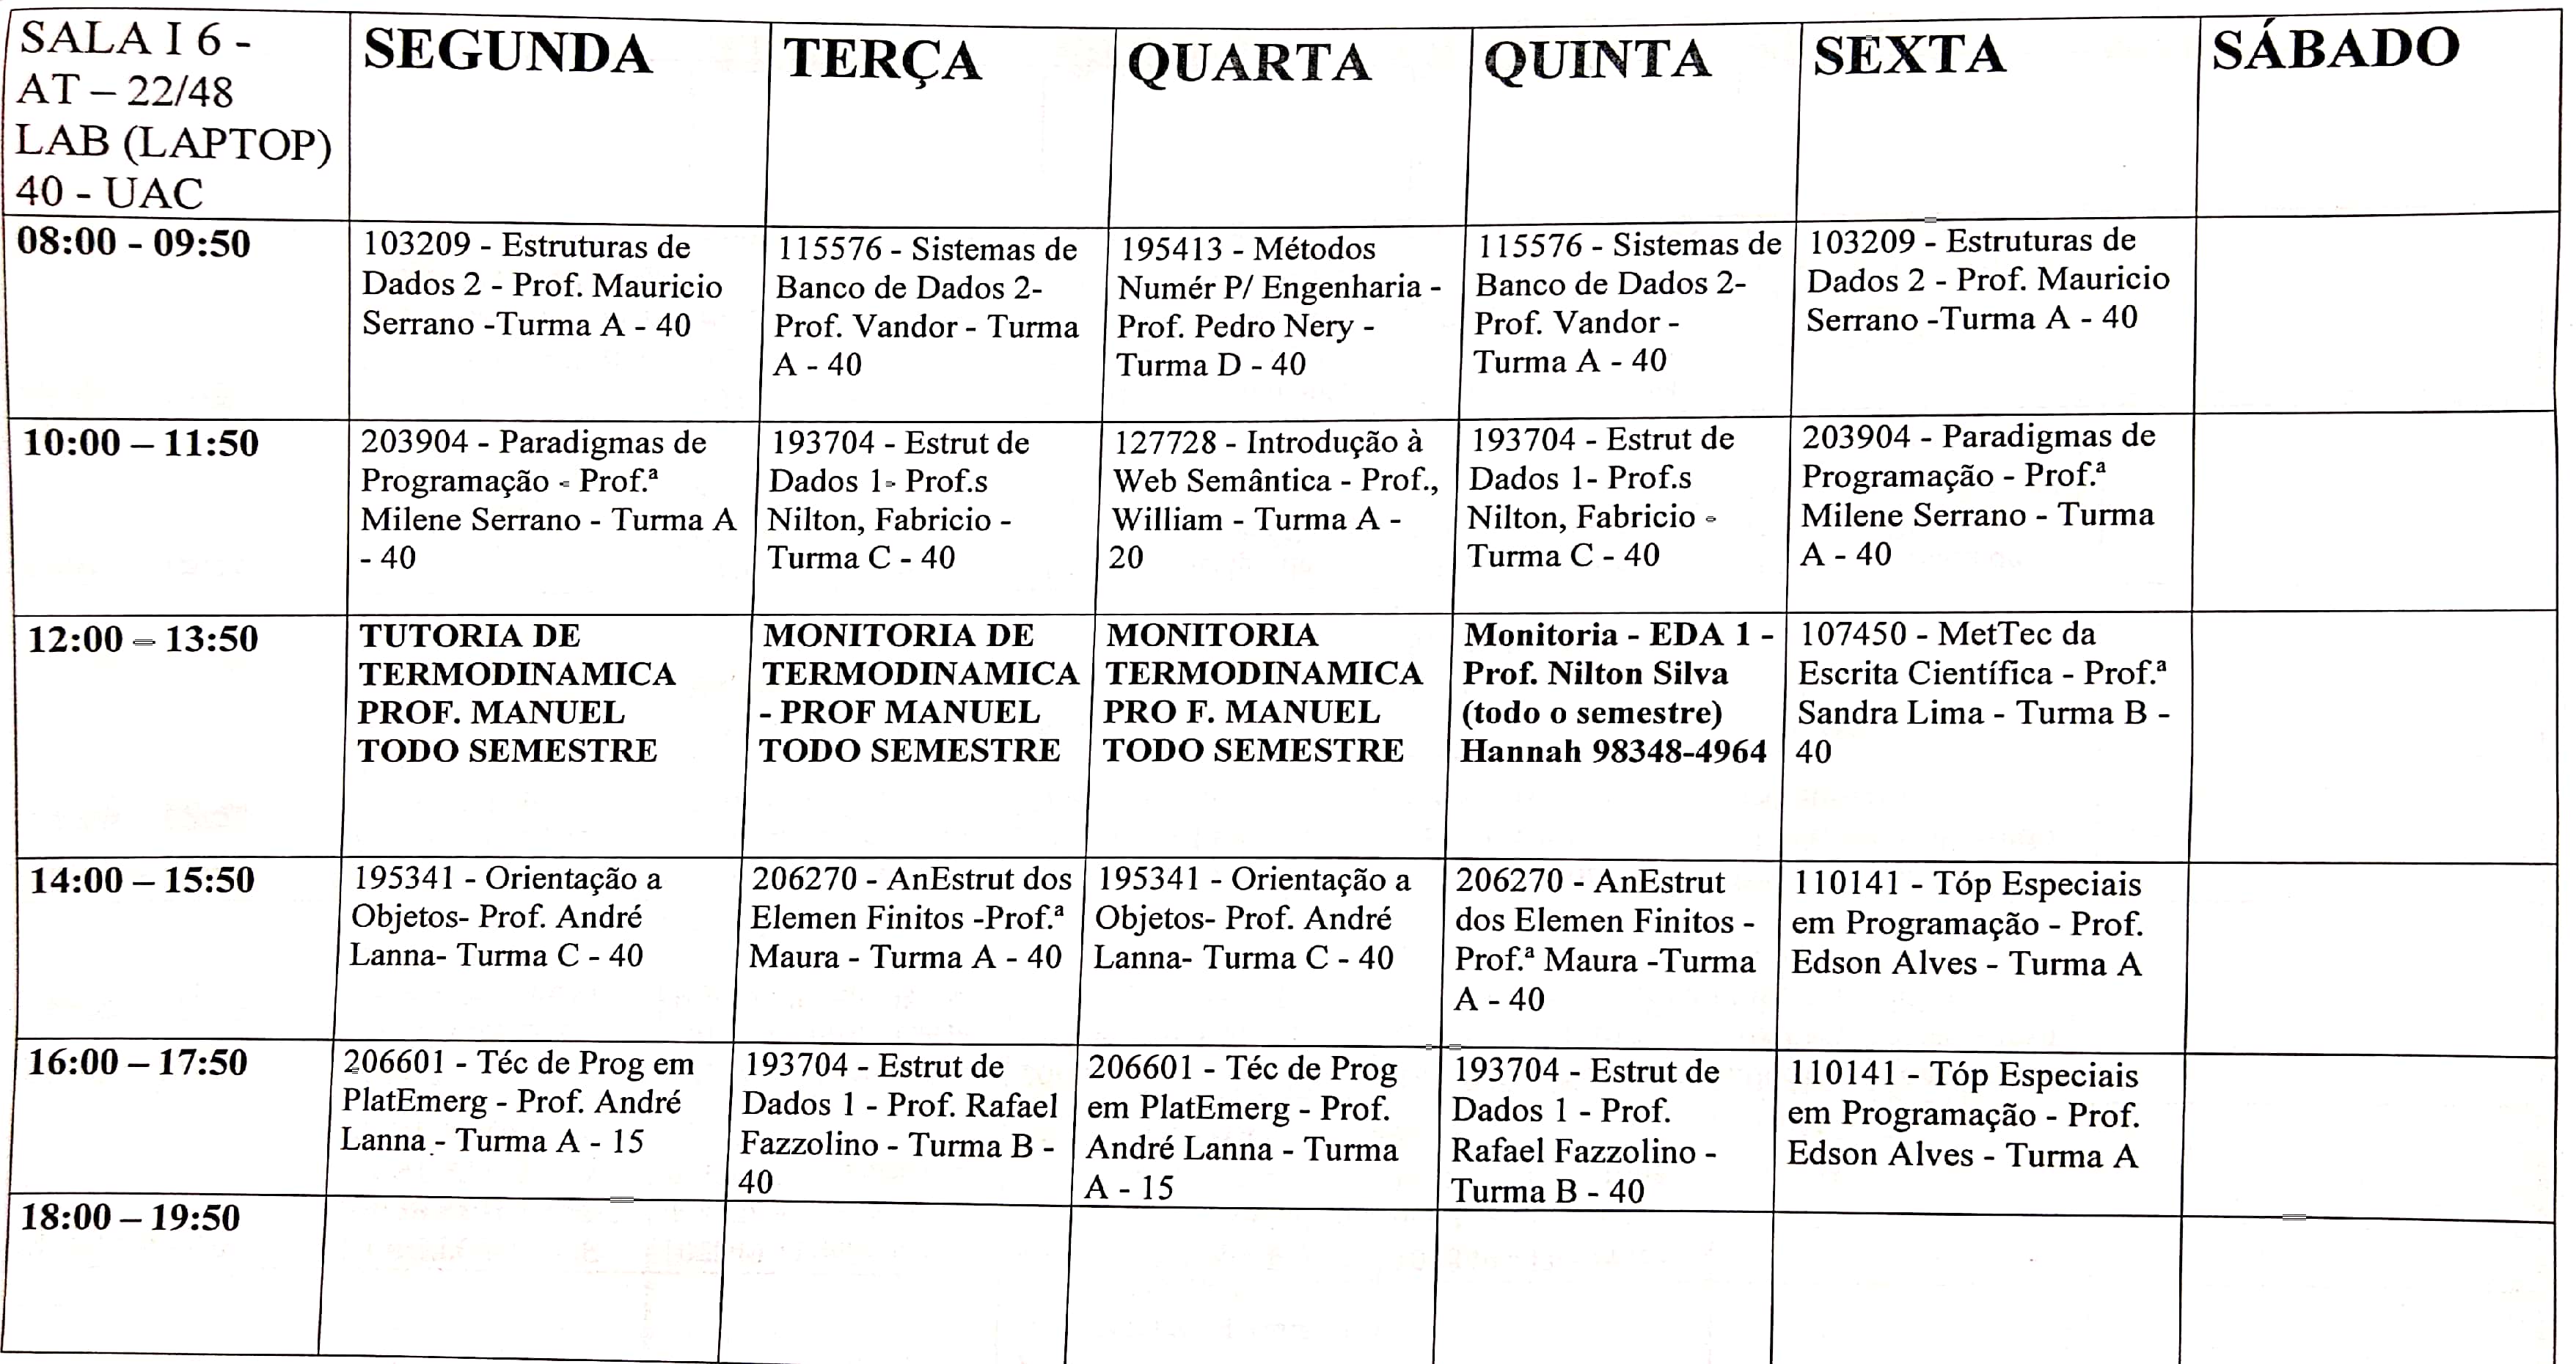 SALA I 6 -
AT – 22/48
LAB (LAPTOP)
40 - UAC
SEGUNDA
TERÇA
QUARTA
QUINTA
SEXTA
SÁBADO
08:00 - 09:50
103209 - Estruturas de
Dados 2 - Prof. Mauricio
Serrano -Turma A - 40
115576 - Sistemas de
Banco de Dados 2-
Prof. Vandor - Turma
A - 40
195413 - Métodos
Numér P/ Engenharia -
Prof. Pedro Nery -
Turma D - 40
115576 - Sistemas de
Banco de Dados 2-
Prof. Vandor -
Turma A - 40
103209 - Estruturas de
Dados 2 - Prof. Mauricio
Serrano -Turma A - 40
10:00 – 11:50
203904 - Paradigmas de
Programação - Prof.ª
Milene Serrano - Turma A
- 40
193704 - Estrut de
Dados 1- Prof.s
Nilton, Fabricio -
Turma C - 40
127728 - Introdução à
Web Semântica - Prof.,
William - Turma A -
20
193704 - Estrut de
Dados 1- Prof.s
Nilton, Fabricio -
Turma C - 40
203904 - Paradigmas de
Programação - Prof.ª
Milene Serrano - Turma
A - 40
12:00 – 13:50
TUTORIA DE
TERMODINAMICA
PROF. MANUEL
TODO SEMESTRE
MONITORIA DE
TERMODINAMICA
- PROF MANUEL
TODO SEMESTRE
MONITORIA
TERMODINAMICA
PRO F. MANUEL
TODO SEMESTRE
Monitoria - EDA 1 -
Prof. Nilton Silva
(todo o semestre)
Hannah 98348-4964
107450 - MetTec da
Escrita Científica - Prof.ª
Sandra Lima - Turma B -
40
14:00 – 15:50
195341 - Orientação a
Objetos- Prof. André
Lanna- Turma C - 40
206270 - AnEstrut dos
Elemen Finitos -Prof.ª
Maura - Turma A - 40
195341 - Orientação a
Objetos- Prof. André
Lanna- Turma C - 40
206270 - AnEstrut
dos Elemen Finitos -
Prof.ª Maura -Turma
A - 40
110141 - Tóp Especiais
em Programação - Prof.
Edson Alves - Turma A
16:00 – 17:50
206601 - Téc de Prog em
PlatEmerg - Prof. André
Lanna - Turma A - 15
193704 - Estrut de
Dados 1 - Prof. Rafael
Fazzolino - Turma B -
40
206601 - Téc de Prog
em PlatEmerg - Prof.
André Lanna - Turma
A - 15
193704 - Estrut de
Dados 1 - Prof.
Rafael Fazzolino -
Turma B - 40
110141 - Tóp Especiais
em Programação - Prof.
Edson Alves - Turma A
18:00 – 19:50